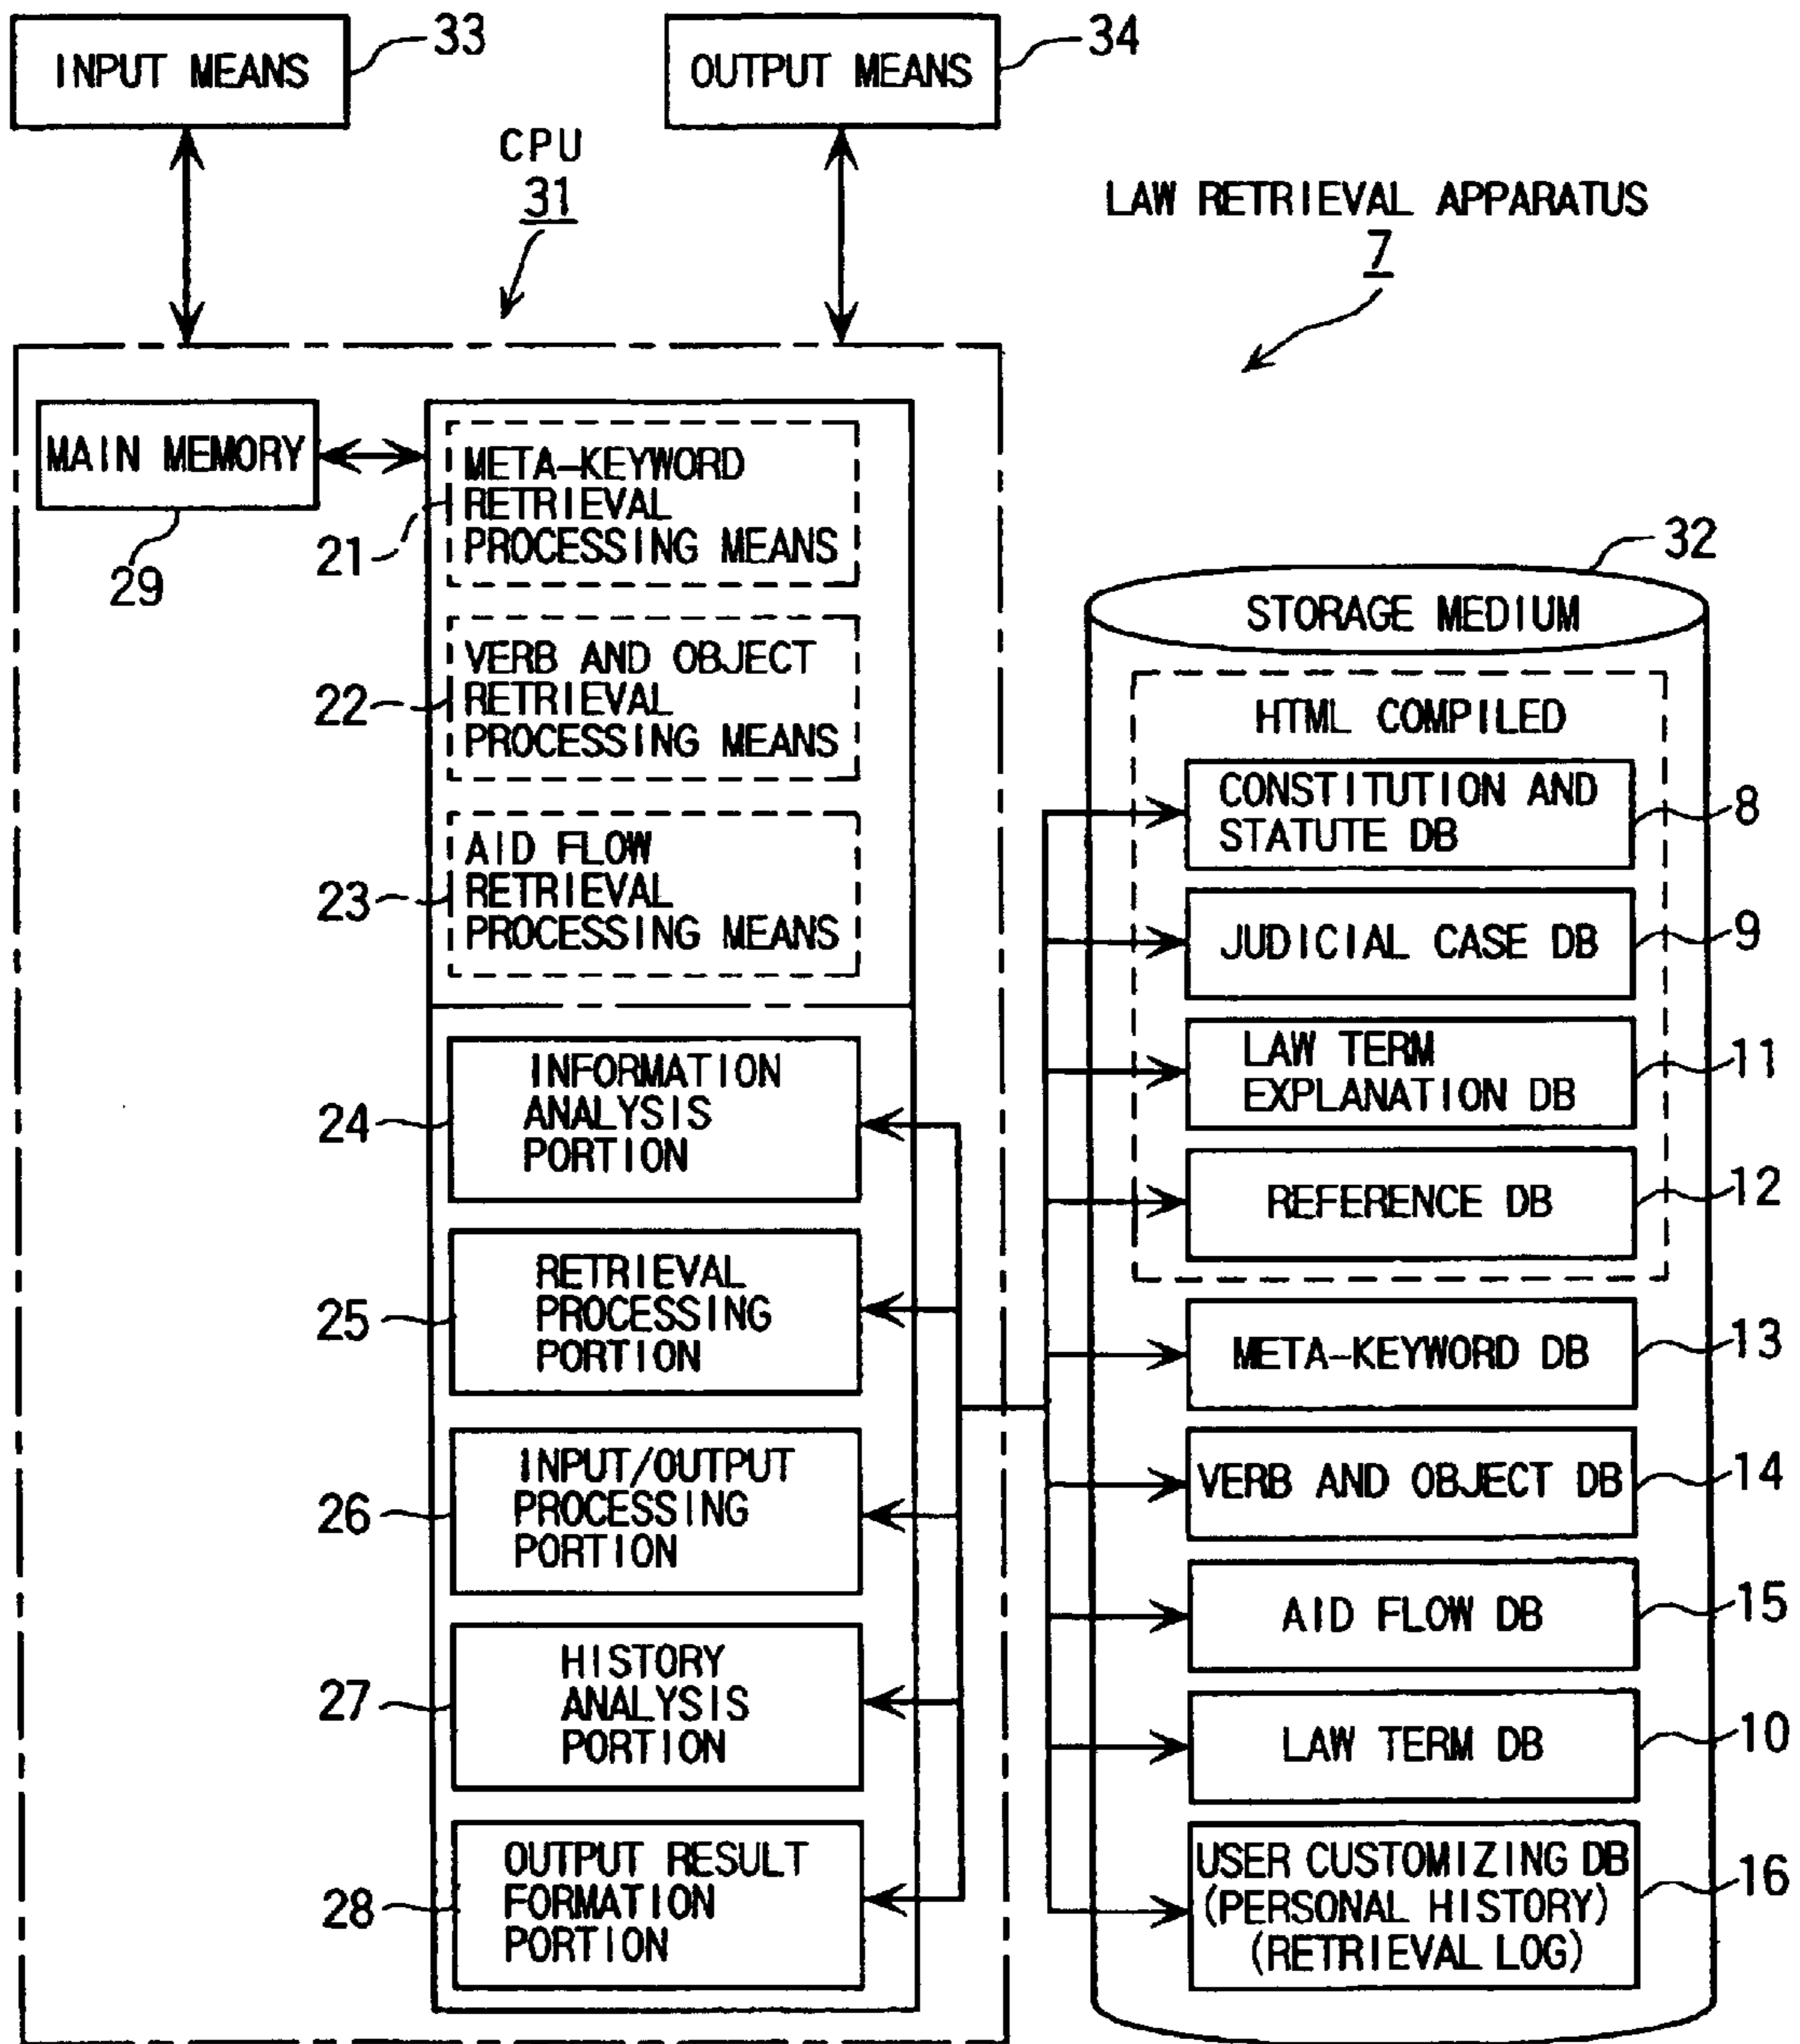 INPUT MEANS
33
OUTPUT MEANS
34
CPU
31
LAW RETRIEVAL APPARATUS
7
MAIN MEMORY
29
META-KEYWORD
RETRIEVAL
PROCESSING MEANS
21
VERB AND OBJECT
RETRIEVAL
PROCESSING MEANS
22
AID FLOW
RETRIEVAL
PROCESSING MEANS
23
INFORMATION
ANALYSIS
PORTION
24
RETRIEVAL
PROCESSING
PORTION
25
INPUT/OUTPUT
PROCESSING
PORTION
26
HISTORY
ANALYSIS
PORTION
27
OUTPUT RESULT
FORMATION
PORTION
28
32
STORAGE MEDIUM
HTML COMPILED
CONSTITUTION AND
STATUTE DB
8
JUDICIAL CASE DB
9
LAW TERM
EXPLANATION DB
11
REFERENCE DB
12
META-KEYWORD DB
13
VERB AND OBJECT DB
14
AID FLOW DB
15
LAW TERM DB
10
USER CUSTOMIZING DB
(PERSONAL HISTORY)
(RETRIEVAL LOG)
16